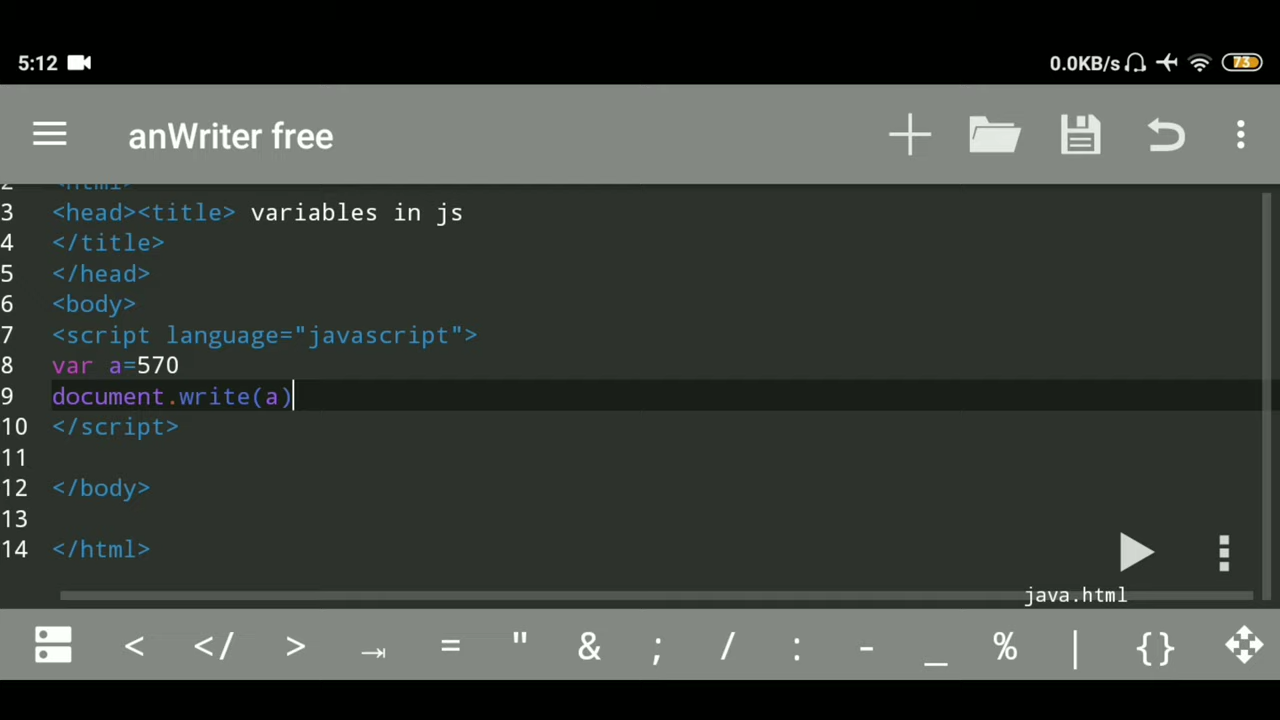 5:12
0.0KB/s
73
anWriter free
2 <html>
3 <head><title> variables in js
4 </title>
5 </head>
6 <body>
7 <script language="javascript">
8 var a=570
9 document.write(a)
10 </script>
11
12 </body>
13
14 </html>
java.html
< </ > = " & ; / : - _ % | {}